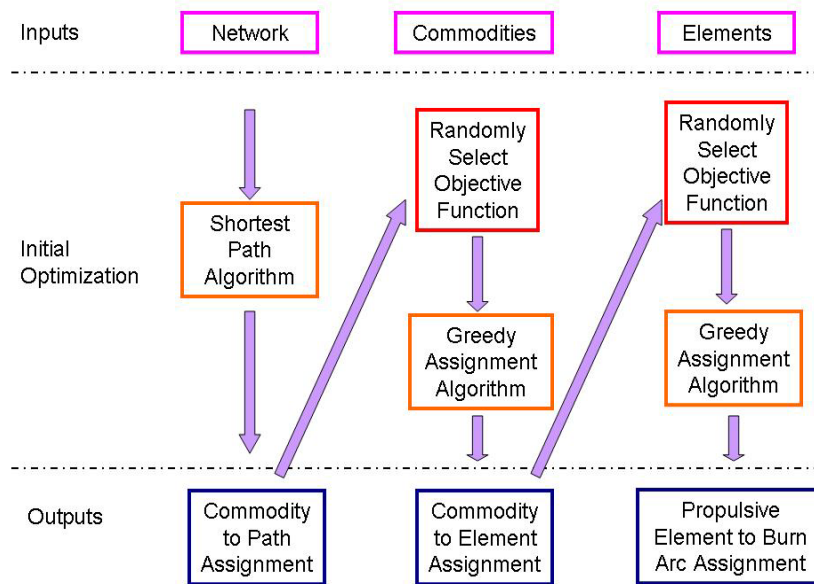 Inputs
Network
Commodities
Elements
Initial
Optimization
Shortest
Path
Algorithm
Randomly
Select
Objective
Function
Greedy
Assignment
Algorithm
Randomly
Select
Objective
Function
Greedy
Assignment
Algorithm
Outputs
Commodity
to Path
Assignment
Commodity
to Element
Assignment
Propulsive
Element to Burn
Arc Assignment